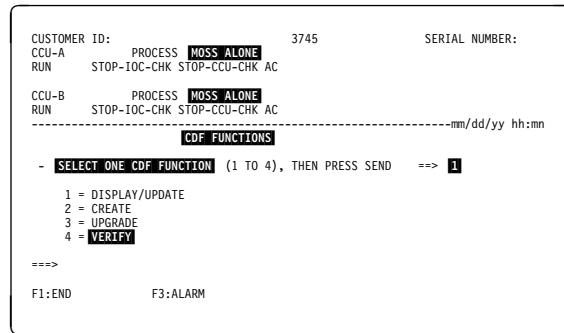 CUSTOMER ID: 3745 SERIAL NUMBER:
CCU-A PROCESS MOSS ALONE
RUN STOP-IOC-CHK STOP-CCU-CHK AC
CCU-B PROCESS MOSS ALONE
RUN STOP-IOC-CHK STOP-CCU-CHK AC
----------------------------------------------------------------------mm/dd/yy hh:mn
CDF FUNCTIONS
- SELECT ONE CDF FUNCTION (1 TO 4), THEN PRESS SEND ==> 1
1 = DISPLAY/UPDATE
2 = CREATE
3 = UPGRADE
4 = VERIFY
===>
F1:END F3:ALARM